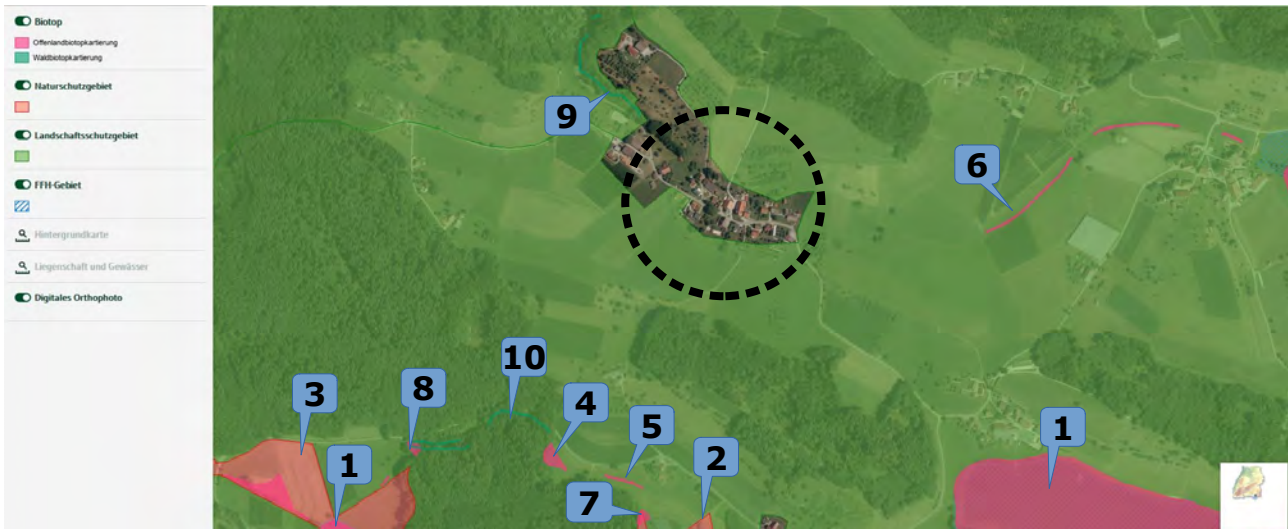 Biotop
Offenlandbiotopkartierung
Waldbiotopkartierung
Naturschutzgebiet
Landschaftsschutzgebiet
FFH-Gebiet
Hintergrundkarte
Liegenschaft und Gewässer
Digitales Orthophoto
9
6
10
3
8
4
5
1
1
2
7